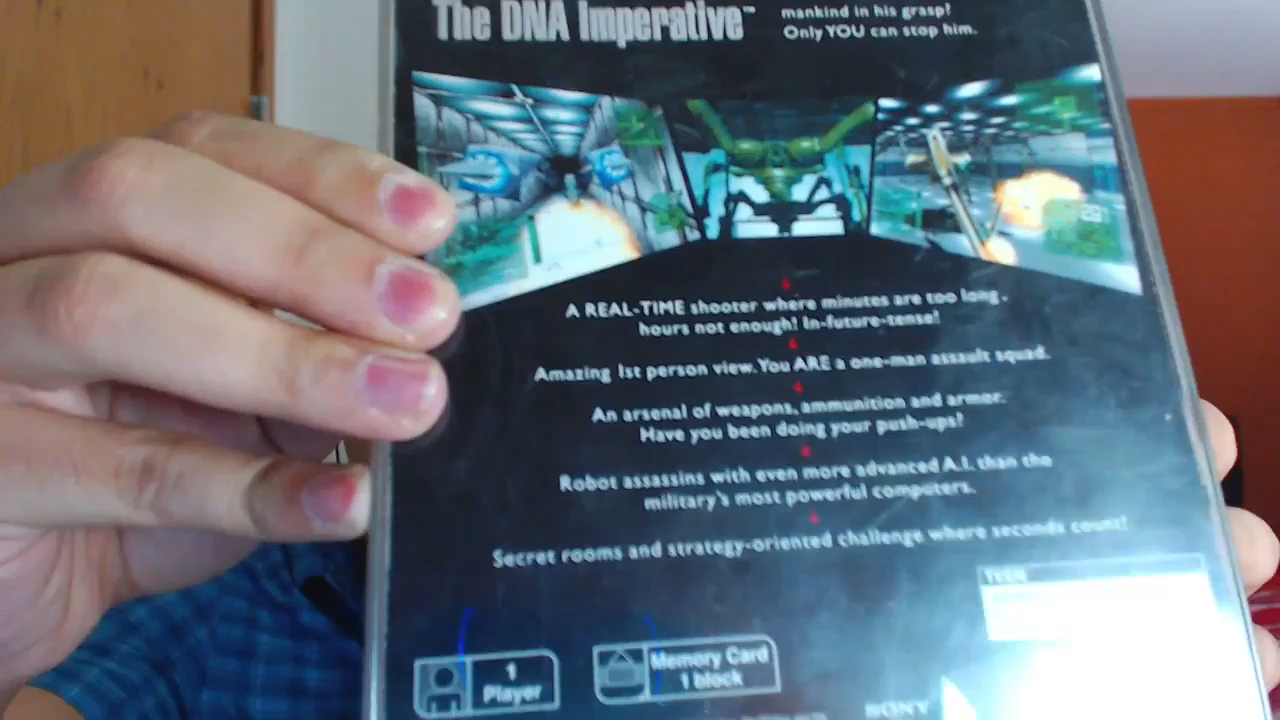 The DNA Imperative™
mankind in his grasp!
Only YOU can stop him.
291
A REAL-TIME shooter where minutes are too long,
hours not enough! In-future-tense!
Amazing 1st person view. You ARE a one-man assault squad.
An arsenal of weapons, ammunition and armor.
Have you been doing your push-ups?
Robot assassins with even more advanced A.I. than the
military's most powerful computers.
Secret rooms and strategy-oriented challenge where seconds count!
TEEN
1
Player
Memory Card
1 block
SONY